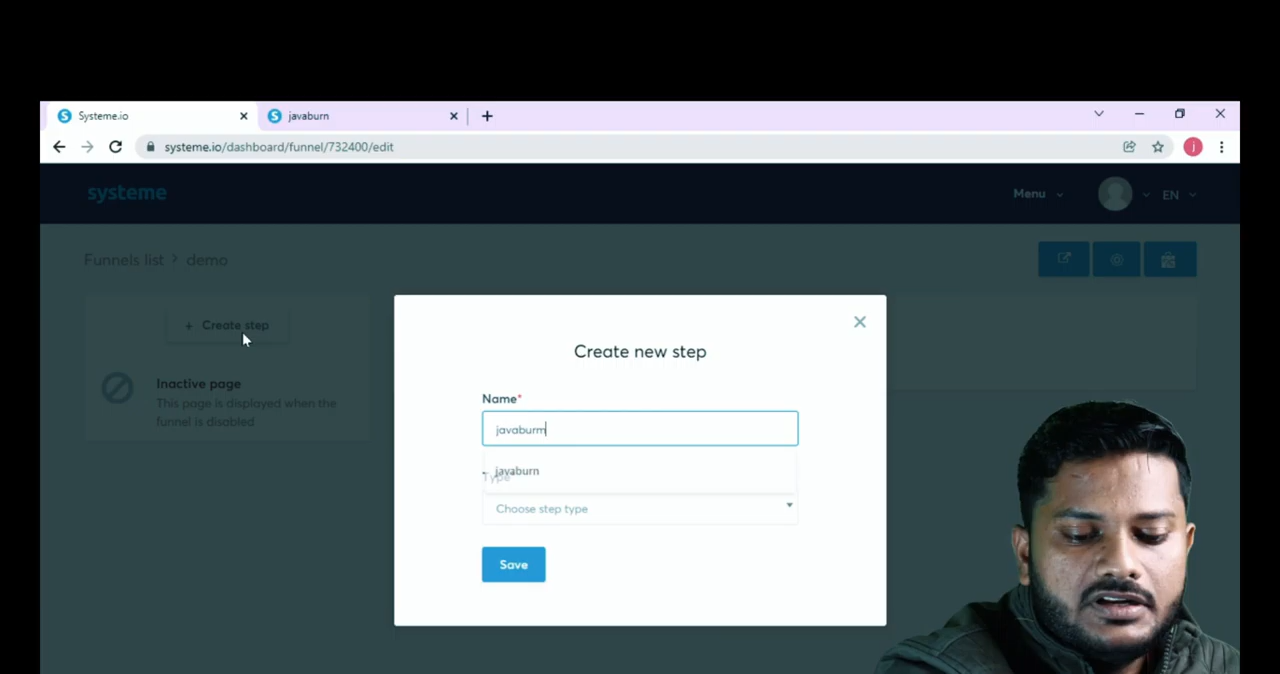 Systeme.io
javaburn
systeme.io/dashboard/funnel/732400/edit
j
systeme
Menu
EN
Funnels list > demo
+ Create step
Inactive page
This page is displayed when the
funnel is disabled
Create new step
Name*
javaburm
javaburn
Type*
Choose step type
Save